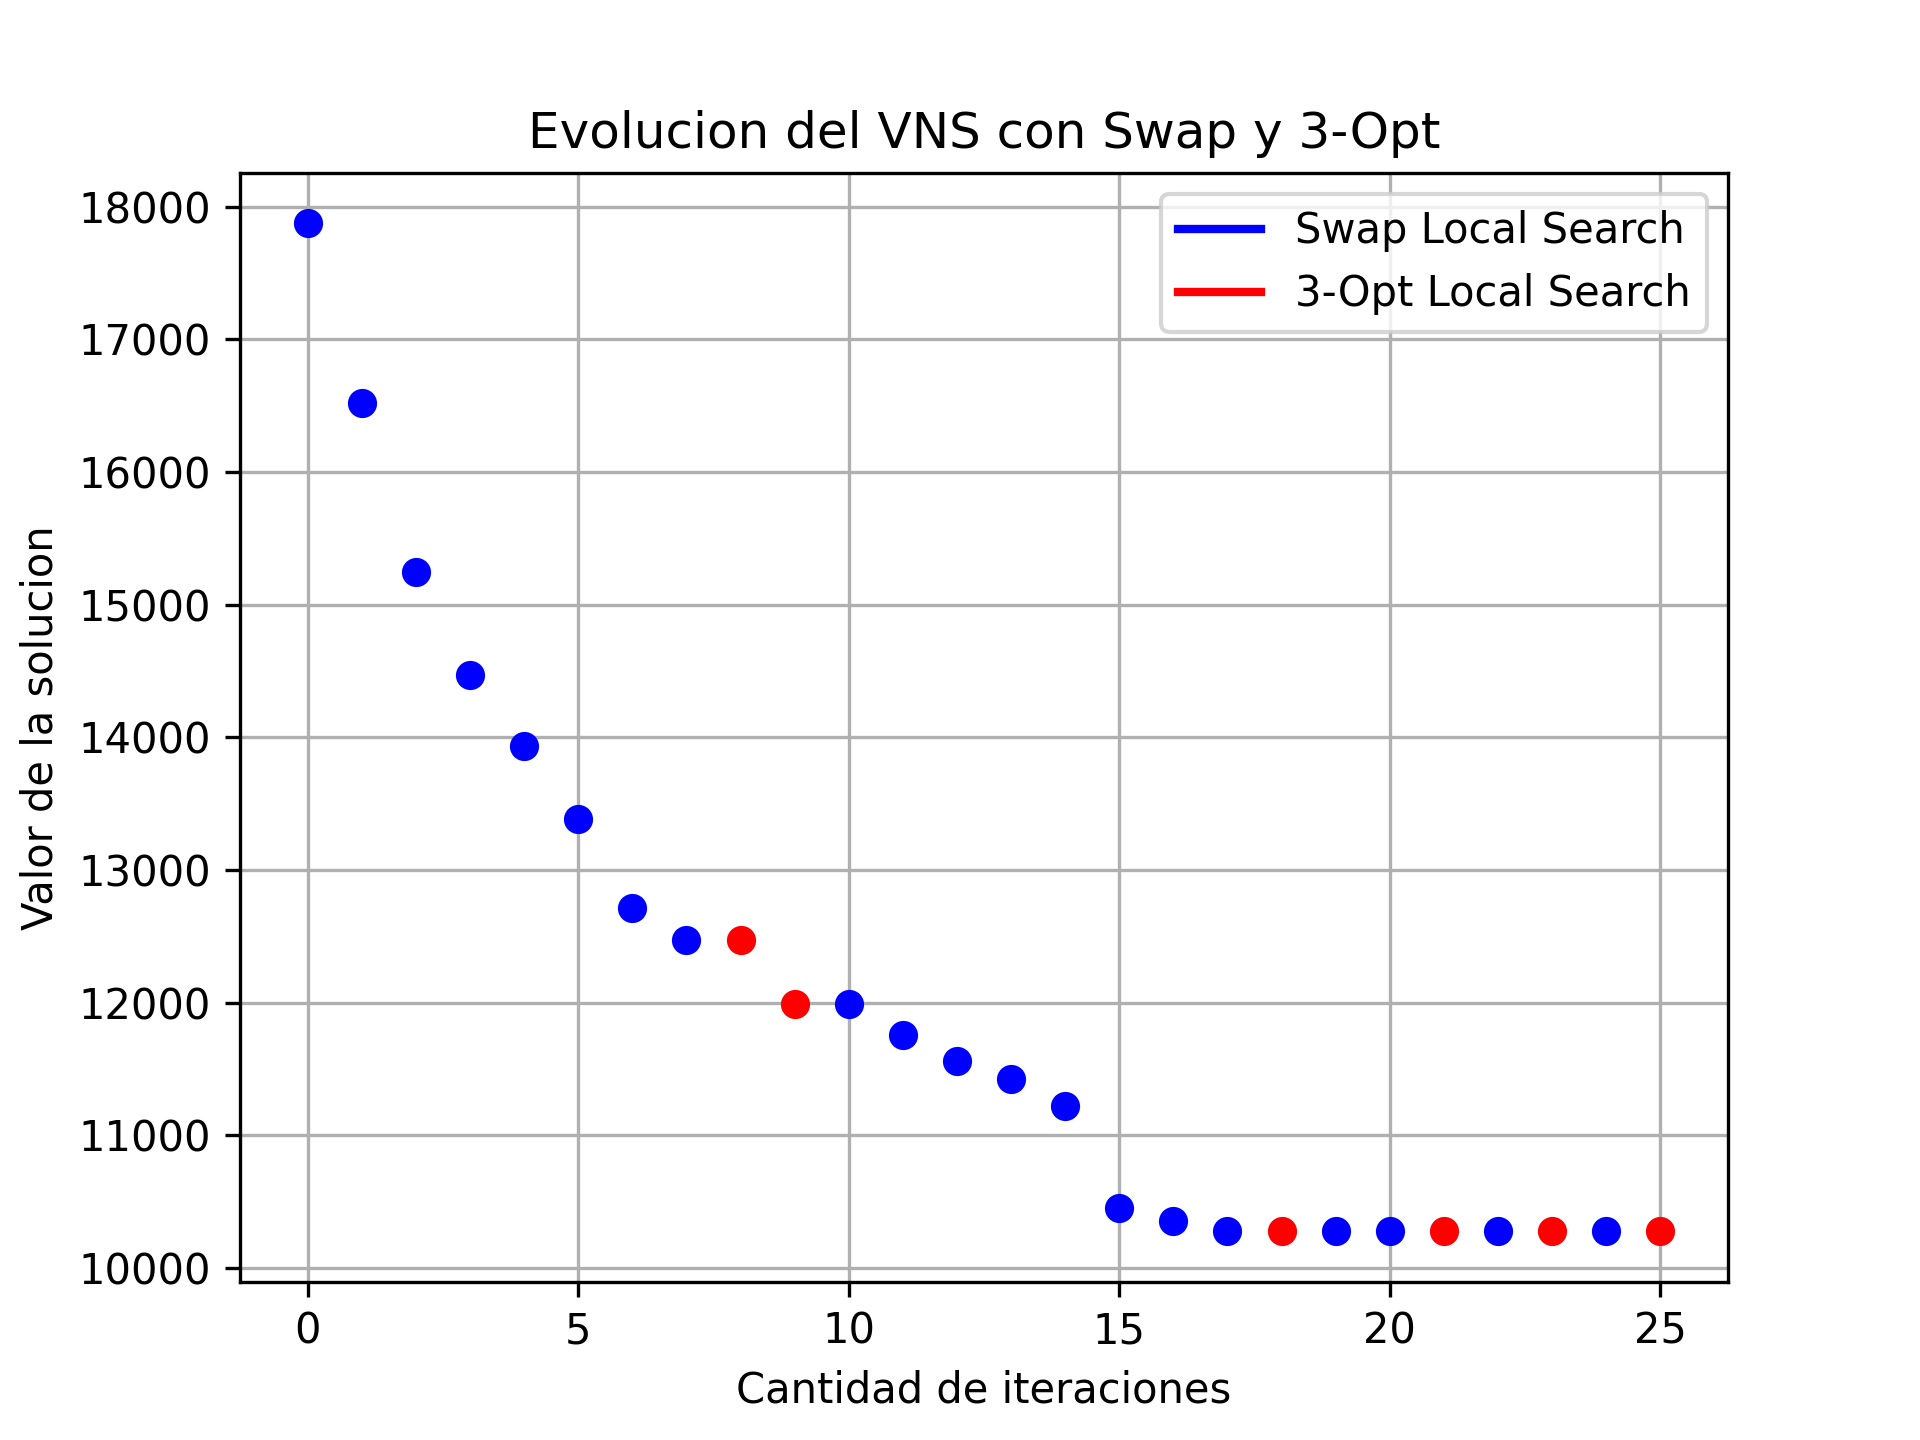 Evolucion del VNS con Swap y 3-Opt
Swap Local Search
3-Opt Local Search
Valor de la solucion
18000
17000
16000
15000
14000
13000
12000
11000
10000
0 5 10 15 20 25
Cantidad de iteraciones